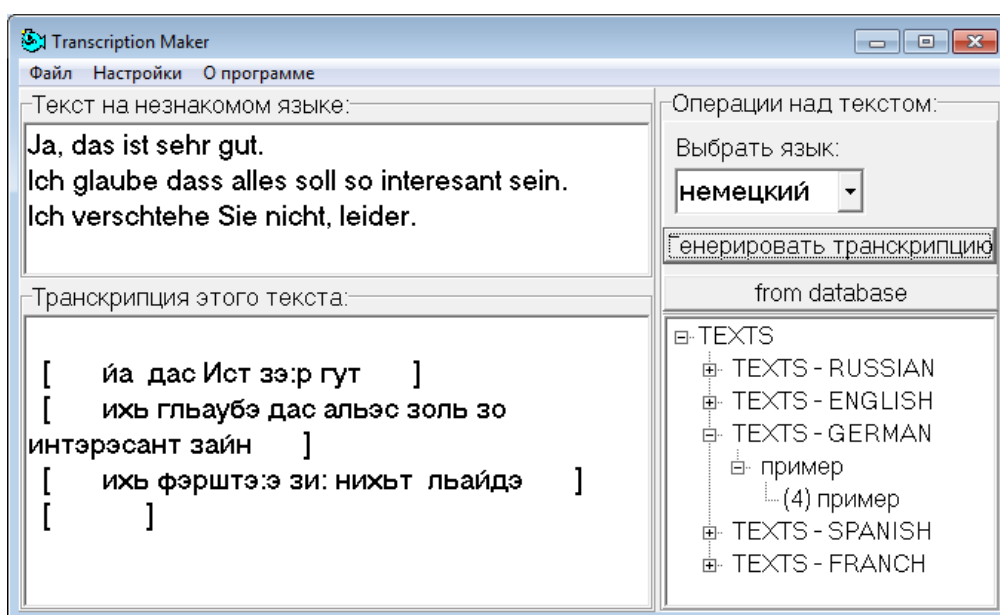 Transcription Maker
Файл Настройки О программе
Текст на незнакомом языке:
Ja, das ist sehr gut.
Ich glaube dass alles soll so interesant sein.
Ich verschtehe Sie nicht, leider.
Транскрипция этого текста:
[ йа дас Ист зэ:р гут ]
[ ихь гльаубэ дас альэс золь зо
интэрэсант зайн ]
[ ихь фэрштэ:э зи: нихьт льайдэ ]
[ ]
Операции над текстом:
Выбрать язык:
немецкий
Генерировать транскрипцию
from database
TEXTS
TEXTS - RUSSIAN
TEXTS - ENGLISH
TEXTS - GERMAN
пример
(4) пример
TEXTS - SPANISH
TEXTS - FRANCH